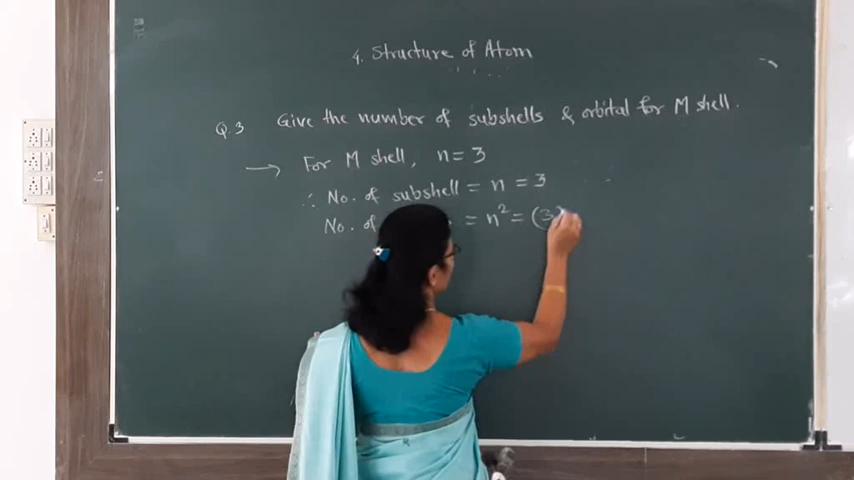 4. Structure of Atom
Q.3 Give the number of subshells & orbital for M shell.
→ For M shell, n = 3
∴ No. of subshell = n = 3
No. of = n² = (3)